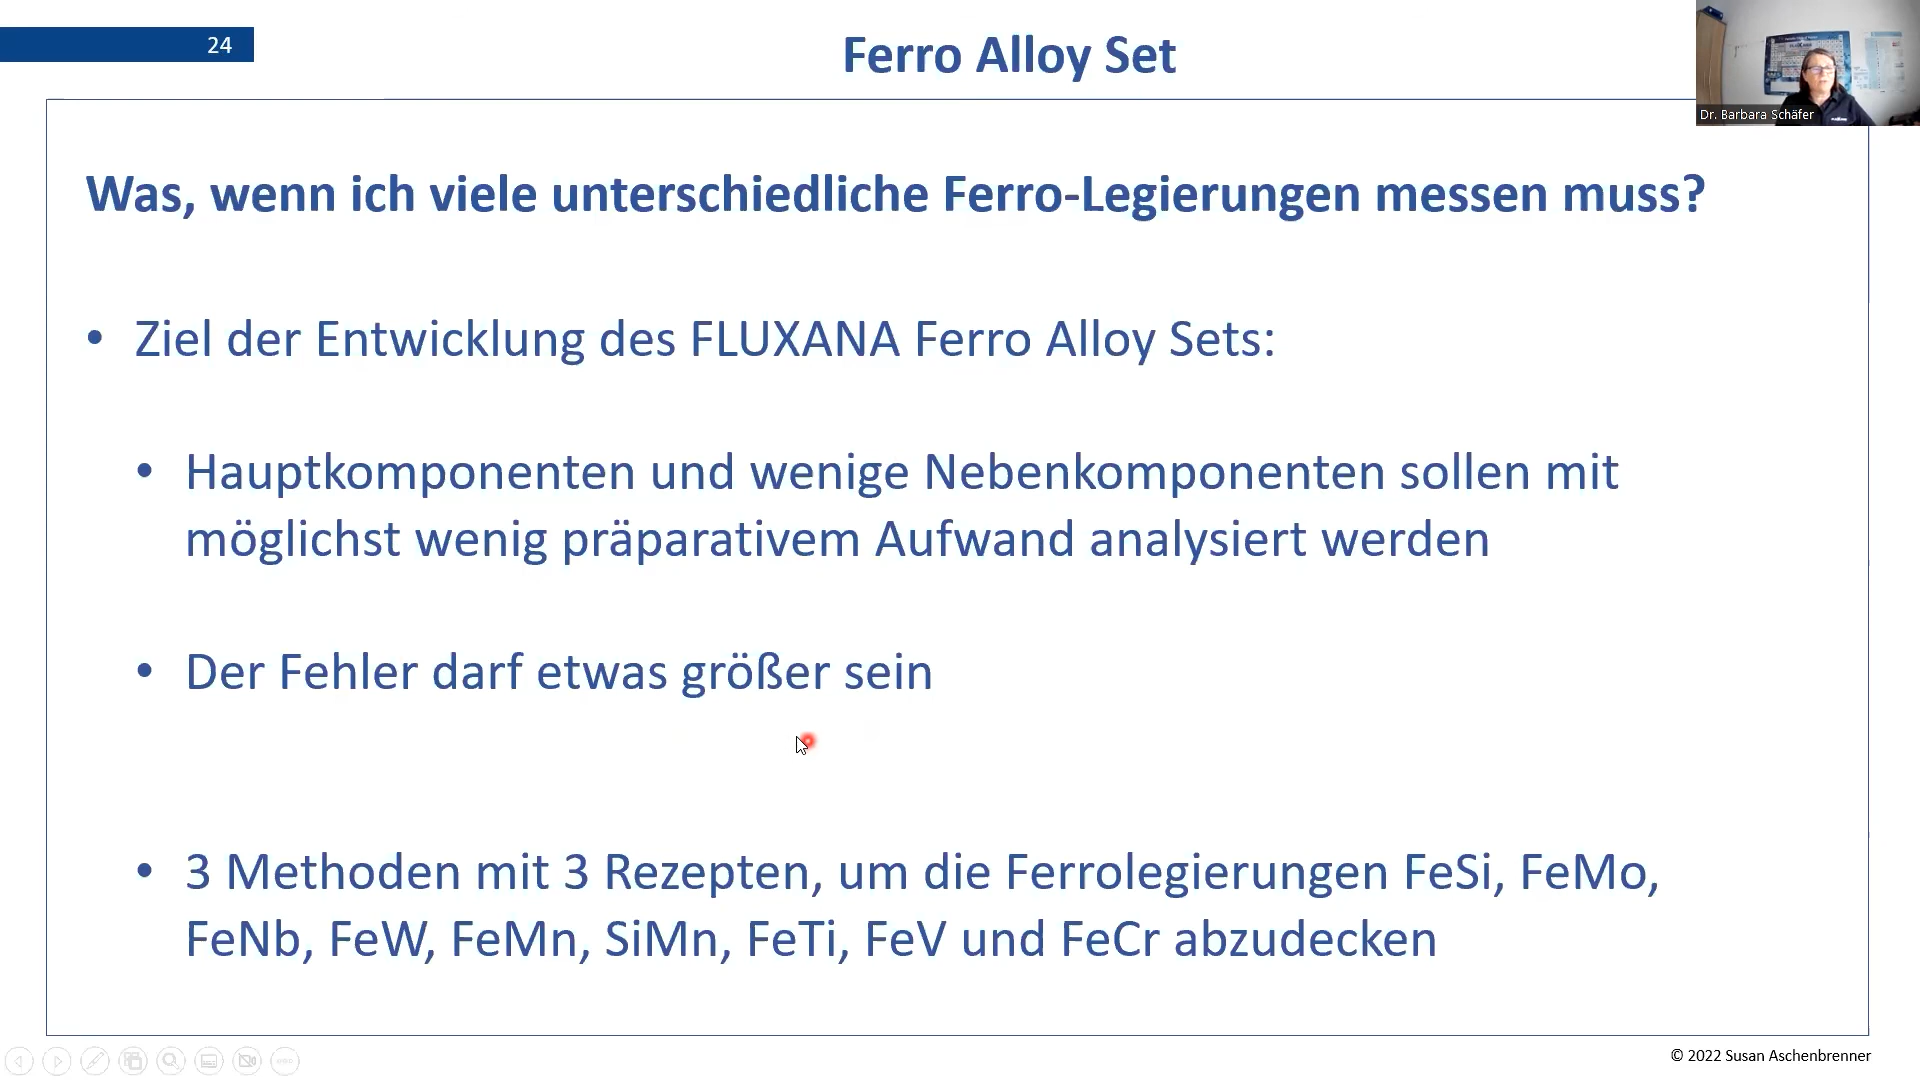 24
Ferro Alloy Set
Dr. Barbara Schäfer
Was, wenn ich viele unterschiedliche Ferro-Legierungen messen muss?
• Ziel der Entwicklung des FLUXANA Ferro Alloy Sets:
• Hauptkomponenten und wenige Nebenkomponenten sollen mit
möglichst wenig präparativem Aufwand analysiert werden
• Der Fehler darf etwas größer sein
• 3 Methoden mit 3 Rezepten, um die Ferrolegierungen FeSi, FeMo,
FeNb, FeW, FeMn, SiMn, FeTi, FeV und FeCr abzudecken
© 2022 Susan Aschenbrenner